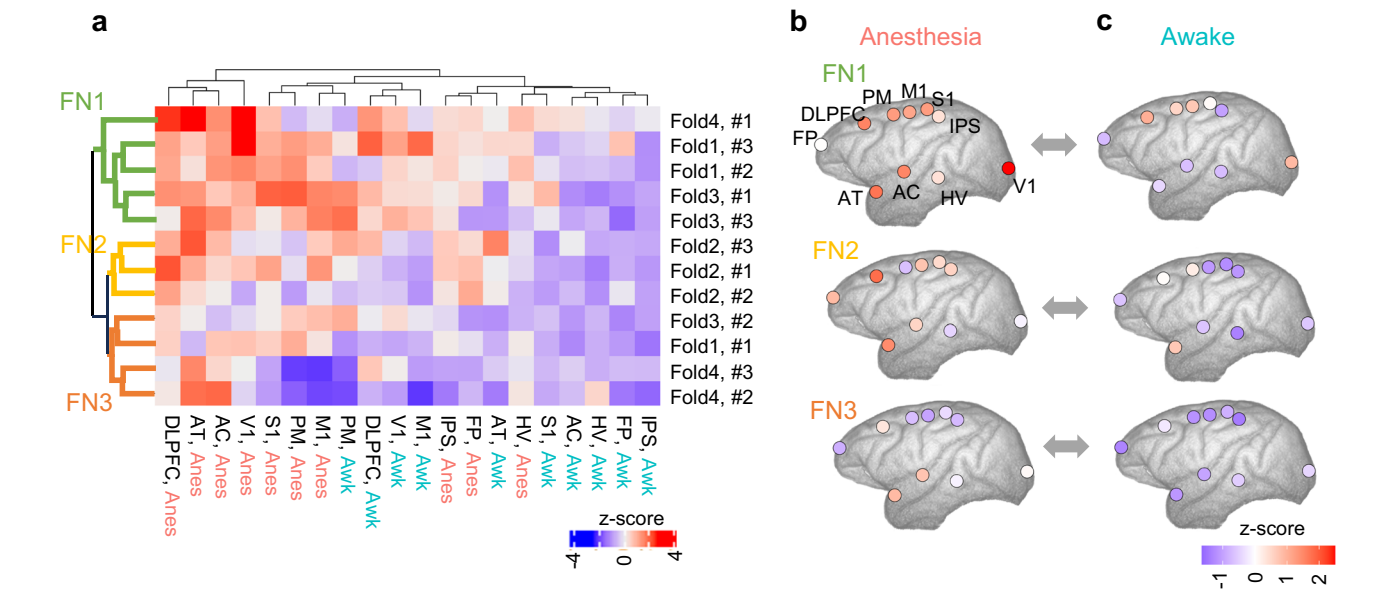 a
FN1
FN2
FN3
Fold4, #1
Fold1, #3
Fold1, #2
Fold3, #1
Fold3, #3
Fold2, #3
Fold2, #1
Fold2, #2
Fold3, #2
Fold1, #1
Fold4, #3
Fold4, #2
DLPFC, Anes
AT, Anes
AC, Anes
V1, Anes
S1, Anes
PM, Anes
M1, Anes
PM, Awk
DLPFC, Awk
V1, Awk
M1, Awk
IPS, Anes
FP, Anes
AT, Awk
HV, Anes
S1, Awk
AC, Awk
HV, Awk
FP, Awk
IPS, Awk
z-score
-4 0 4
b
Anesthesia
FN1
PM M1 S1
DLPFC
IPS
FP
AT AC HV V1
FN2
FN3
c
Awake
z-score
-1 0 1 2